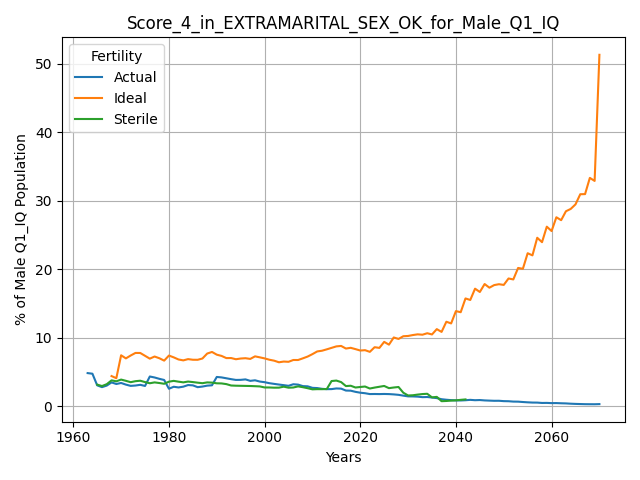 Score_4_in_EXTRAMARITAL_SEX_OK_for_Male_Q1_IQ
Fertility
Actual
Ideal
Sterile
% of Male Q1_IQ Population
50
40
30
20
10
0
1960 1980 2000 2020 2040 2060
Years